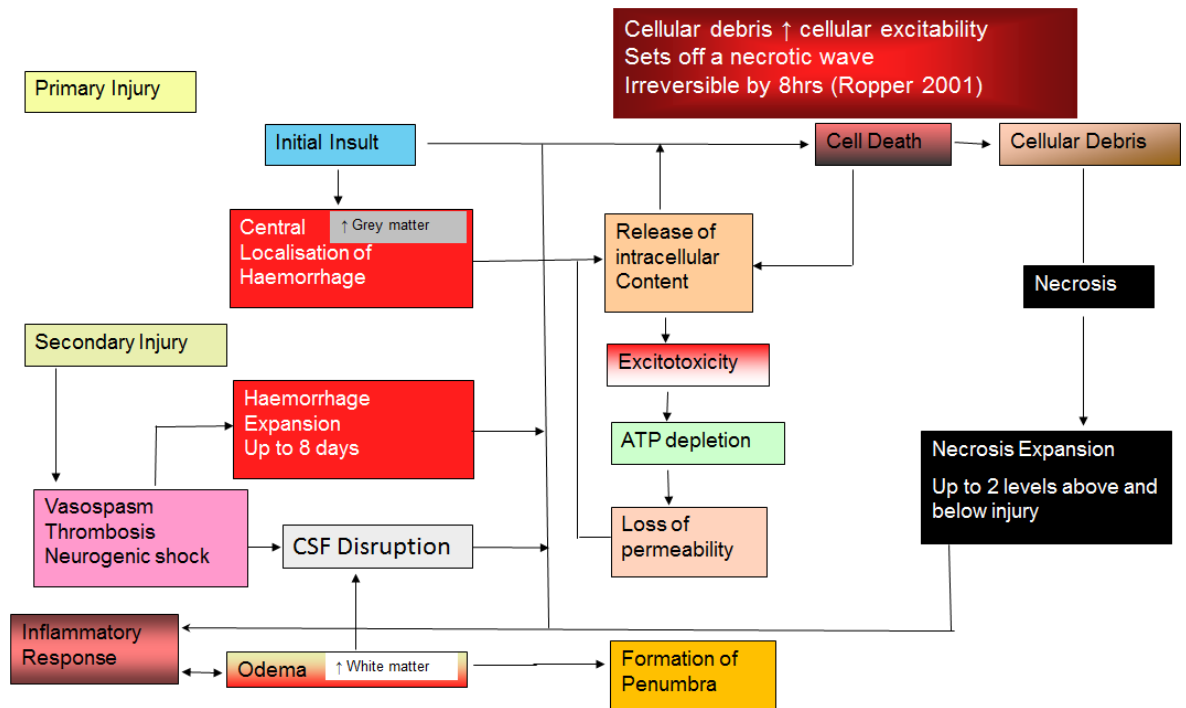 Cellular debris ↑ cellular excitability
Sets off a necrotic wave
Irreversible by 8hrs (Ropper 2001)
Primary Injury
Initial Insult
Cell Death
Cellular Debris
Central
↑ Grey matter
Localisation of
Haemorrhage
Release of
intracellular
Content
Necrosis
Secondary Injury
Excitotoxicity
Haemorrhage
Expansion
Up to 8 days
ATP depletion
Necrosis Expansion
Up to 2 levels above and
below injury
Vasospasm
Thrombosis
Neurogenic shock
CSF Disruption
Loss of
permeability
Inflammatory
Response
Odema
↑ White matter
Formation of
Penumbra